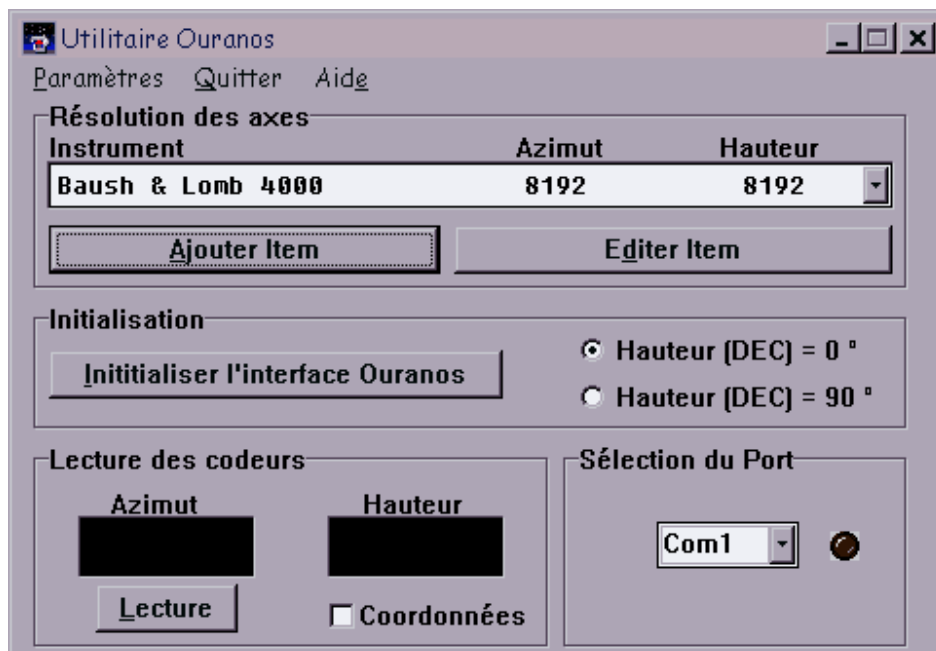 Utilitaire Ouranos
Paramètres Quitter Aide
Résolution des axes
Instrument Azimut Hauteur
Baush & Lomb 4000 8192 8192
Ajouter Item Editer Item
Initialisation
Inititialiser l'interface Ouranos
Hauteur (DEC) = 0 °
Hauteur (DEC) = 90 °
Lecture des codeurs
Azimut Hauteur
Lecture
Coordonnées
Sélection du Port
Com1